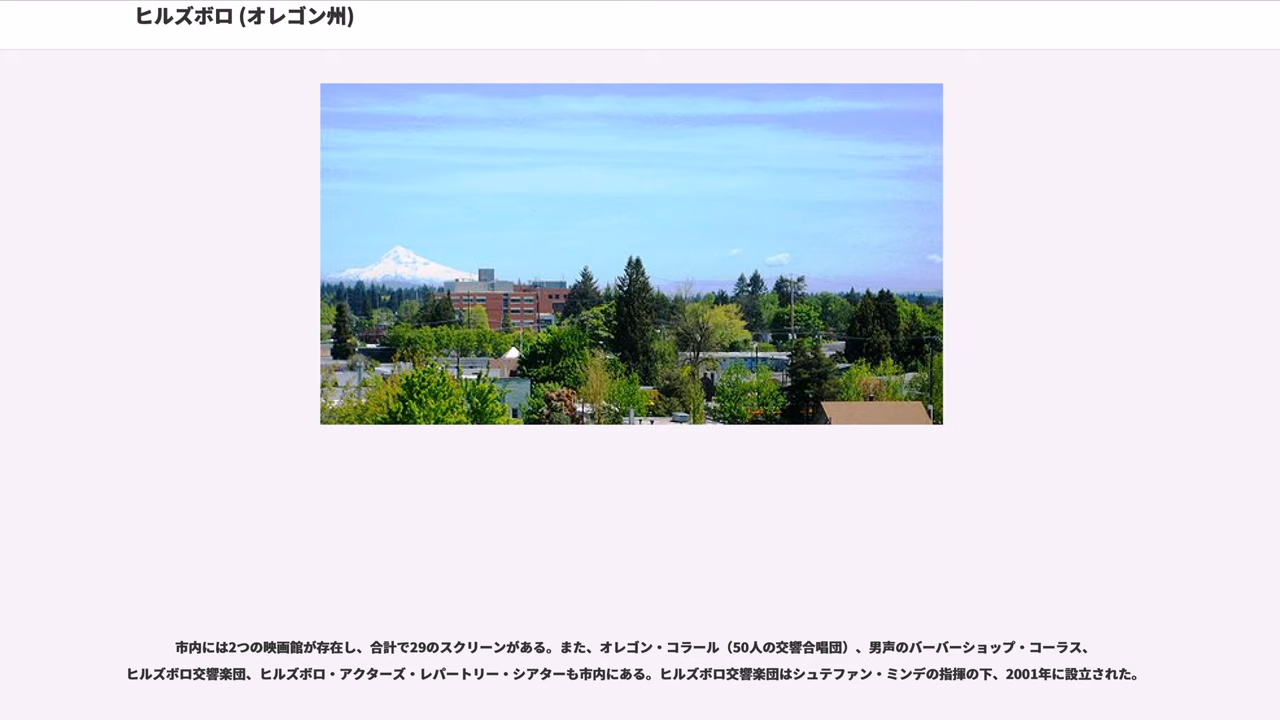 ヒルズボロ (オレゴン州)
市内には2つの映画館が存在し、合計で29のスクリーンがある。また、オレゴン・コラール（50人の交響合唱団）、男声のバーバーショップ・コーラス、
ヒルズボロ交響楽団、ヒルズボロ・アクターズ・レパートリー・シアターも市内にある。ヒルズボロ交響楽団はシュテファン・ミンデの指揮の下、2001年に設立された。